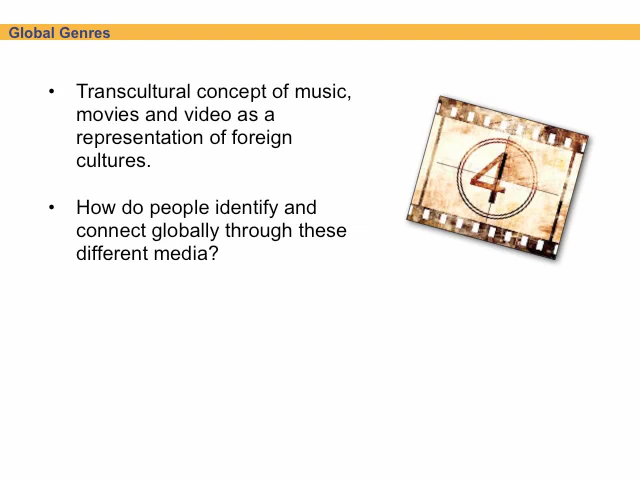 Global Genres
• Transcultural concept of music,
movies and video as a
representation of foreign
cultures.
• How do people identify and
connect globally through these
different media?
4